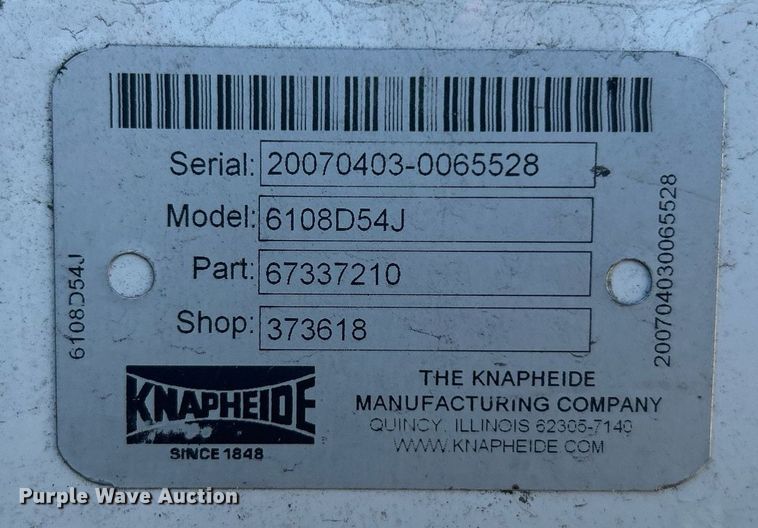 Serial: 20070403-0065528
Model: 6108D54J
Part: 67337210
Shop: 373618
6108D54J
200704030065528
KNAPHEIDE
SINCE 1848
THE KNAPHEIDE
MANUFACTURING COMPANY
QUINCY, ILLINOIS 62305-7140
WWW.KNAPHEIDE.COM
Purple Wave Auction